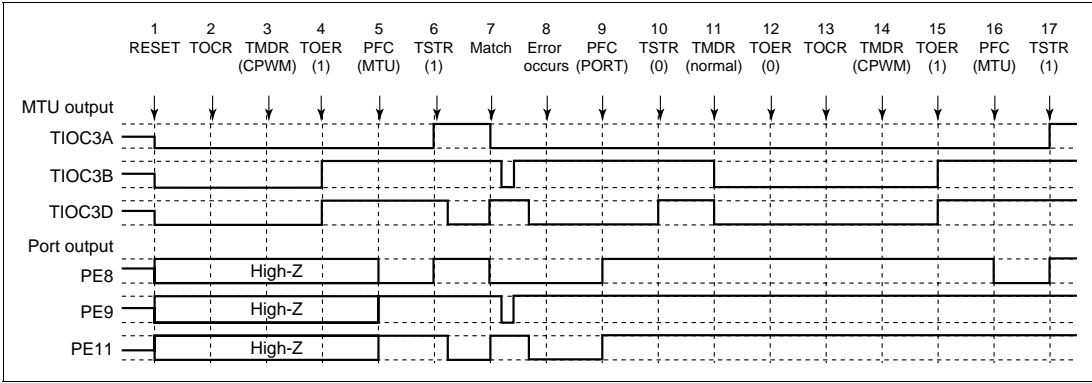 1 2 3 4 5 6 7 8 9 10 11 12 13 14 15 16 17
RESET TOCR TMDR TOER PFC TSTR Match Error PFC TSTR TMDR TOER TOCR TMDR TOER PFC TSTR
(CPWM) (1) (MTU) (1) occurs (PORT) (0) (normal) (0) (CPWM) (1) (MTU) (1)
MTU output
TIOC3A
TIOC3B
TIOC3D
Port output
PE8 High-Z
PE9 High-Z
PE11 High-Z